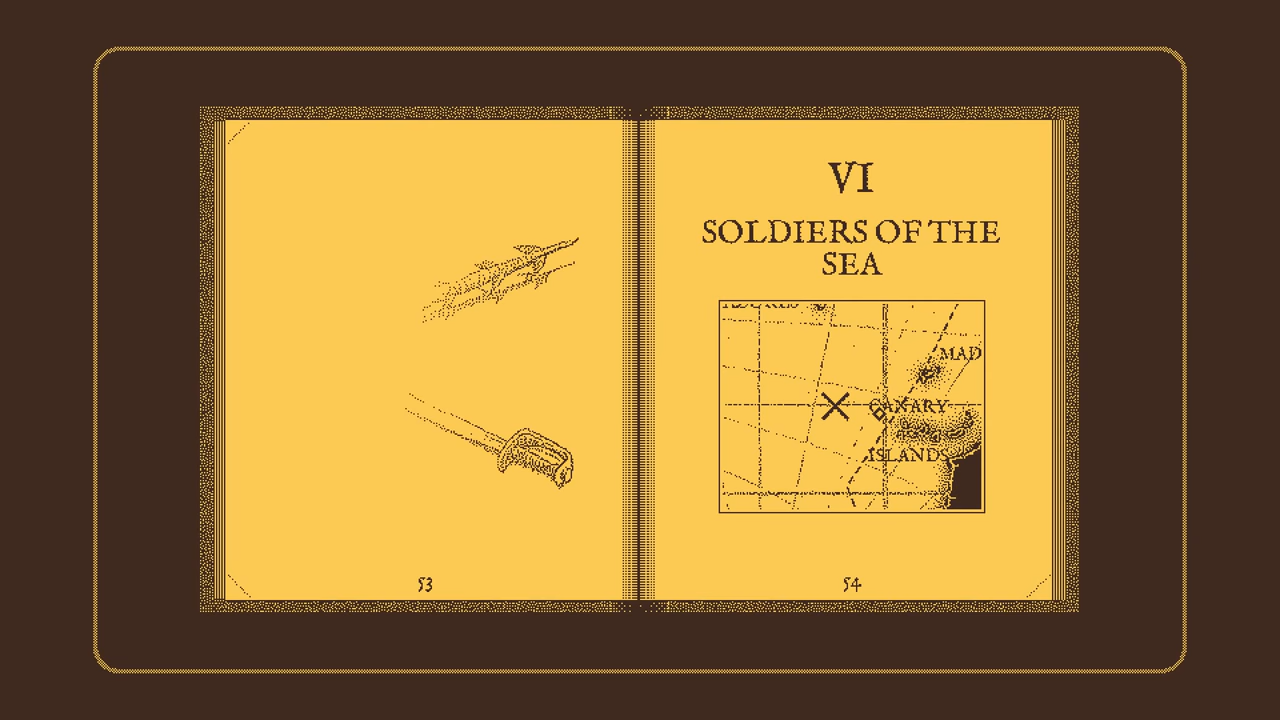 VI
SOLDIERS OF THE
SEA
MAD
CANARY
ISLANDS
53
54